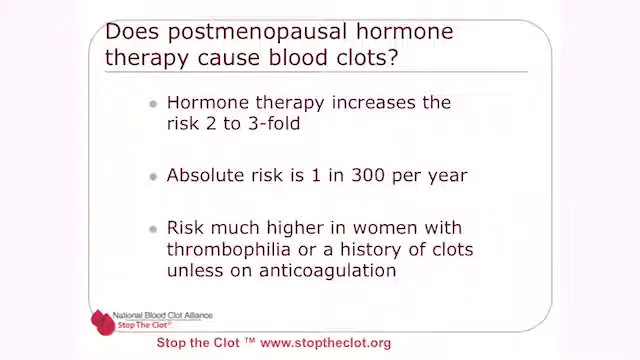 Does postmenopausal hormone
therapy cause blood clots?
Hormone therapy increases the
risk 2 to 3-fold
Absolute risk is 1 in 300 per year
Risk much higher in women with
thrombophilia or a history of clots
unless on anticoagulation
National Blood Clot Alliance
Stop The Clot®
Stop the Clot ™ www.stoptheclot.org